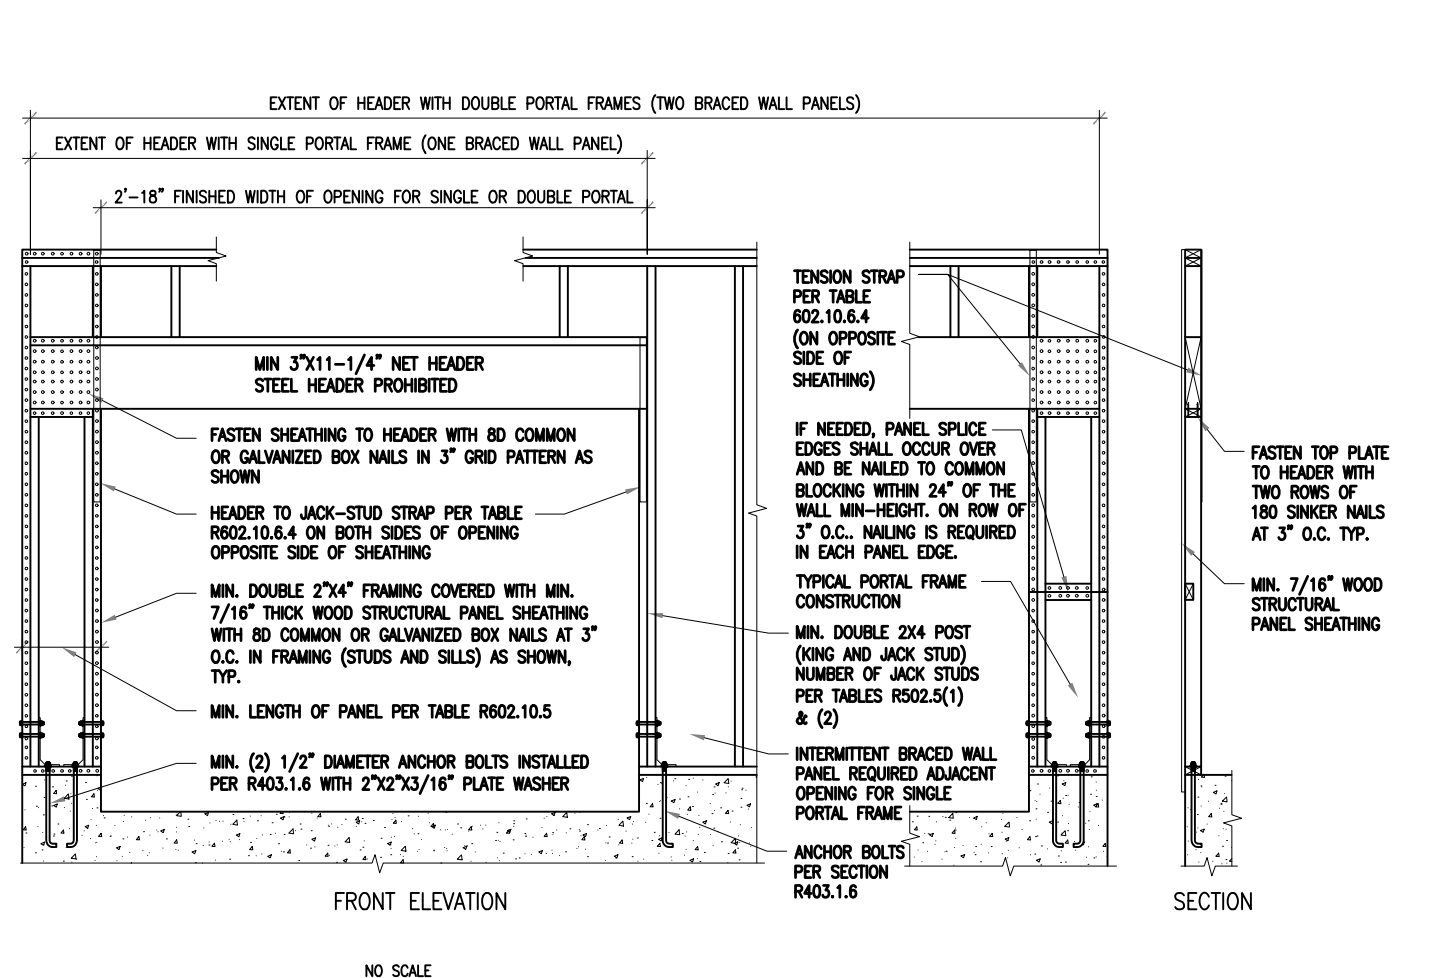 EXTENT OF HEADER WITH DOUBLE PORTAL FRAMES (TWO BRACED WALL PANELS)
EXTENT OF HEADER WITH SINGLE PORTAL FRAME (ONE BRACED WALL PANEL)
2'-18" FINISHED WIDTH OF OPENING FOR SINGLE OR DOUBLE PORTAL
MIN 3"X11-1/4" NET HEADER
STEEL HEADER PROHIBITED
FASTEN SHEATHING TO HEADER WITH 8D COMMON
OR GALVANIZED BOX NAILS IN 3" GRID PATTERN AS
SHOWN
HEADER TO JACK-STUD STRAP PER TABLE
R602.10.6.4 ON BOTH SIDES OF OPENING
OPPOSITE SIDE OF SHEATHING
MIN. DOUBLE 2"X4" FRAMING COVERED WITH MIN.
7/16" THICK WOOD STRUCTURAL PANEL SHEATHING
WITH 8D COMMON OR GALVANIZED BOX NAILS AT 3"
O.C. IN FRAMING (STUDS AND SILLS) AS SHOWN,
TYP.
MIN. LENGTH OF PANEL PER TABLE R602.10.5
MIN. (2) 1/2" DIAMETER ANCHOR BOLTS INSTALLED
PER R403.1.6 WITH 2"X2"X3/16" PLATE WASHER
TENSION STRAP
PER TABLE
602.10.6.4
(ON OPPOSITE
SIDE OF
SHEATHING)
IF NEEDED, PANEL SPLICE
EDGES SHALL OCCUR OVER
AND BE NAILED TO COMMON
BLOCKING WITHIN 24" OF THE
WALL MIN-HEIGHT. ON ROW OF
3" O.C.. NAILING IS REQUIRED
IN EACH PANEL EDGE.
TYPICAL PORTAL FRAME
CONSTRUCTION
MIN. DOUBLE 2X4 POST
(KING AND JACK STUD)
NUMBER OF JACK STUDS
PER TABLES R502.5(1)
& (2)
INTERMITTENT BRACED WALL
PANEL REQUIRED ADJACENT
OPENING FOR SINGLE
PORTAL FRAME
ANCHOR BOLTS
PER SECTION
R403.1.6
FASTEN TOP PLATE
TO HEADER WITH
TWO ROWS OF
180 SINKER NAILS
AT 3" O.C. TYP.
MIN. 7/16" WOOD
STRUCTURAL
PANEL SHEATHING
FRONT ELEVATION
SECTION
NO SCALE